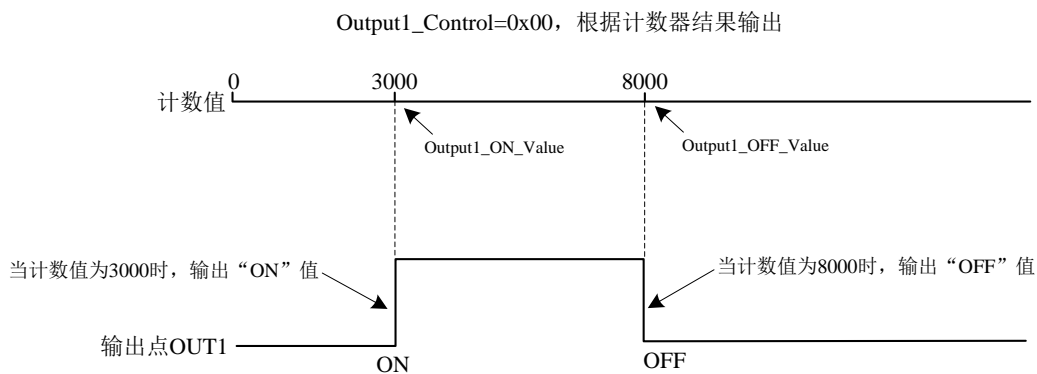 Output1_Control=0x00，根据计数器结果输出
0 3000 8000
计数值
Output1_ON_Value Output1_OFF_Value
当计数值为3000时，输出“ON”值 当计数值为8000时，输出“OFF”值
输出点OUT1
ON OFF